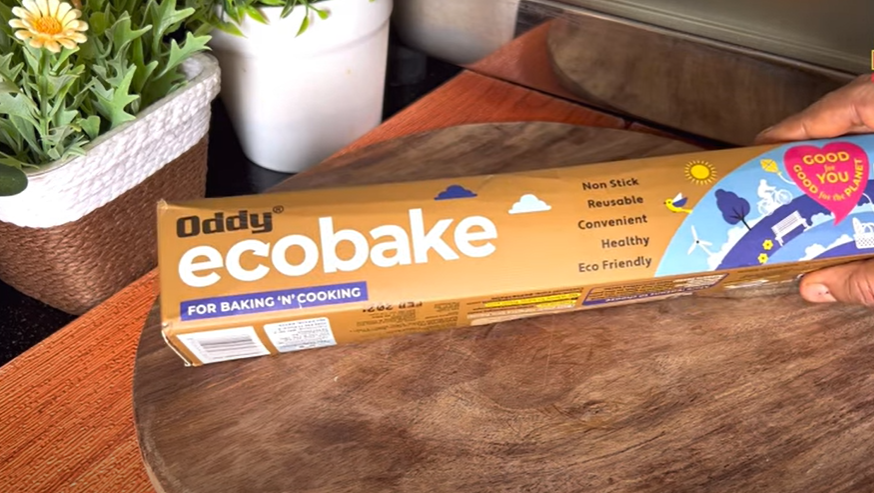 Oddy®
ecobake
FOR BAKING 'N' COOKING
Non Stick
Reusable
Convenient
Healthy
Eco Friendly
GOOD
for
YOU
GOOD for the PLANET